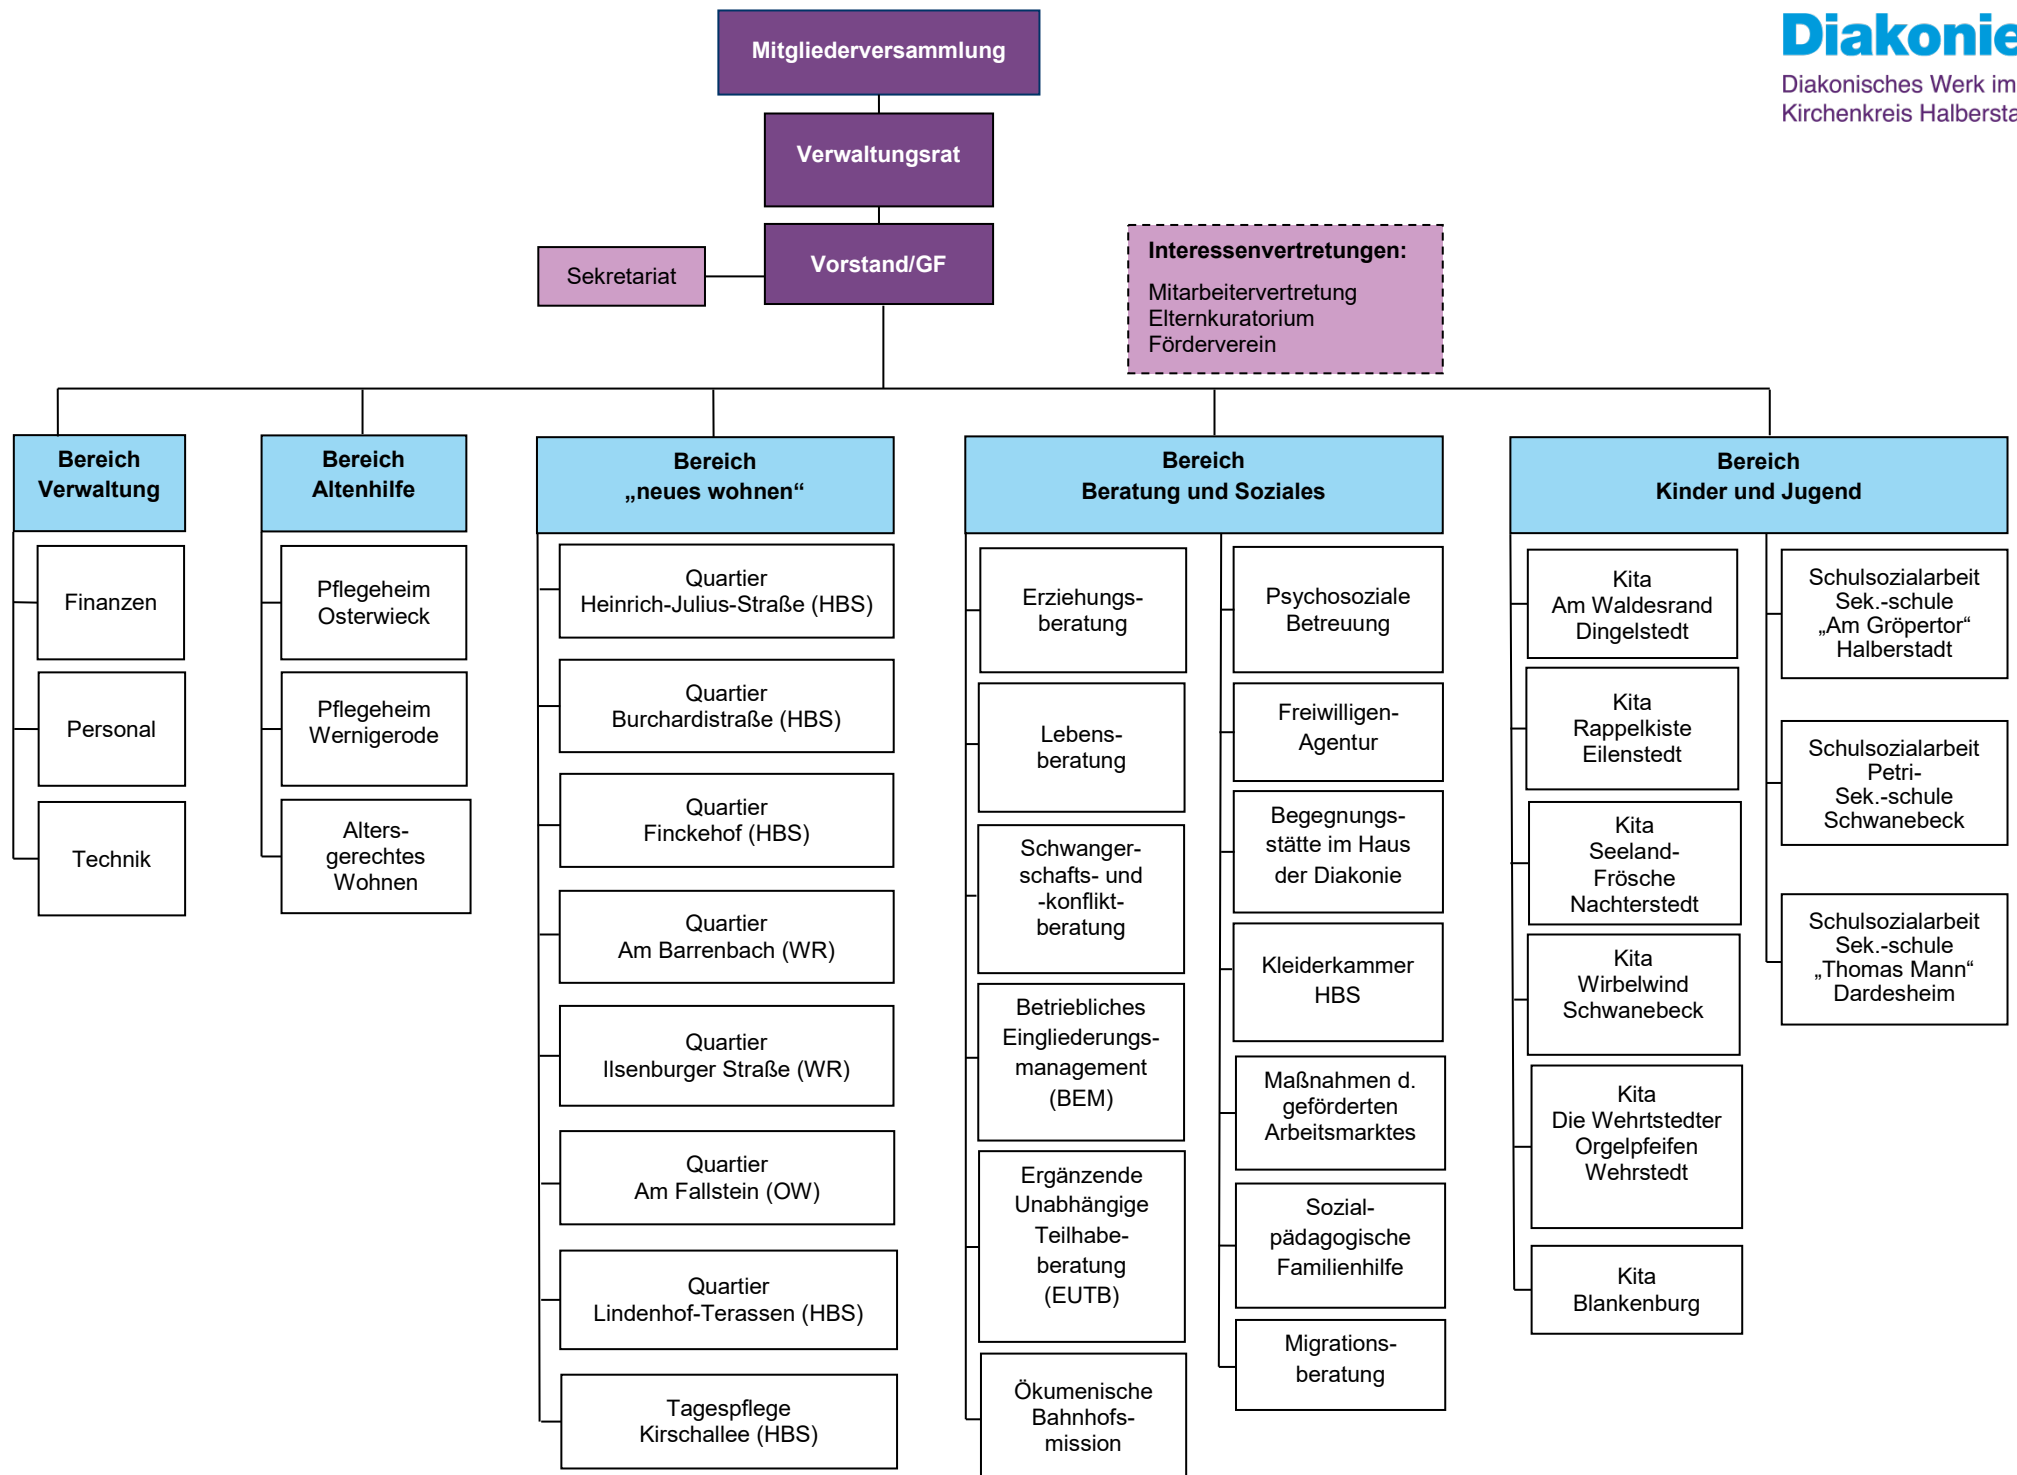 Diakonie
Diakonisches Werk im
Kirchenkreis Halbersta
Mitgliederversammlung
Verwaltungsrat
Vorstand/GF
Sekretariat
Interessenvertretungen:
Mitarbeitervertretung
Elternkuratorium
Förderverein
Bereich
Verwaltung
Finanzen
Personal
Technik
Bereich
Altenhilfe
Pflegeheim
Osterwieck
Pflegeheim
Wernigerode
Alters-
gerechtes
Wohnen
Bereich
„neues wohnen“
Quartier
Heinrich-Julius-Straße (HBS)
Quartier
Burchardistraße (HBS)
Quartier
Finckehof (HBS)
Quartier
Am Barrenbach (WR)
Quartier
Ilsenburger Straße (WR)
Quartier
Am Fallstein (OW)
Quartier
Lindenhof-Terassen (HBS)
Tagespflege
Kirschallee (HBS)
Bereich
Beratung und Soziales
Erziehungs-
beratung
Lebens-
beratung
Schwanger-
schafts- und
-konflikt-
beratung
Betriebliches
Eingliederungs-
management
(BEM)
Ergänzende
Unabhängige
Teilhabe-
beratung
(EUTB)
Ökumenische
Bahnhofs-
mission
Psychosoziale
Betreuung
Freiwilligen-
Agentur
Begegnungs-
stätte im Haus
der Diakonie
Kleiderkammer
HBS
Maßnahmen d.
geförderten
Arbeitsmarktes
Sozial-
pädagogische
Familienhilfe
Migrations-
beratung
Bereich
Kinder und Jugend
Kita
Am Waldesrand
Dingelstedt
Kita
Rappelkiste
Eilenstedt
Kita
Seeland-
Frösche
Nachterstedt
Kita
Wirbelwind
Schwanebeck
Kita
Die Wehrtstedter
Orgelpfeifen
Wehrstedt
Kita
Blankenburg
Schulsozialarbeit
Sek.-schule
„Am Gröpertor“
Halberstadt
Schulsozialarbeit
Petri-
Sek.-schule
Schwanebeck
Schulsozialarbeit
Sek.-schule
„Thomas Mann“
Dardesheim